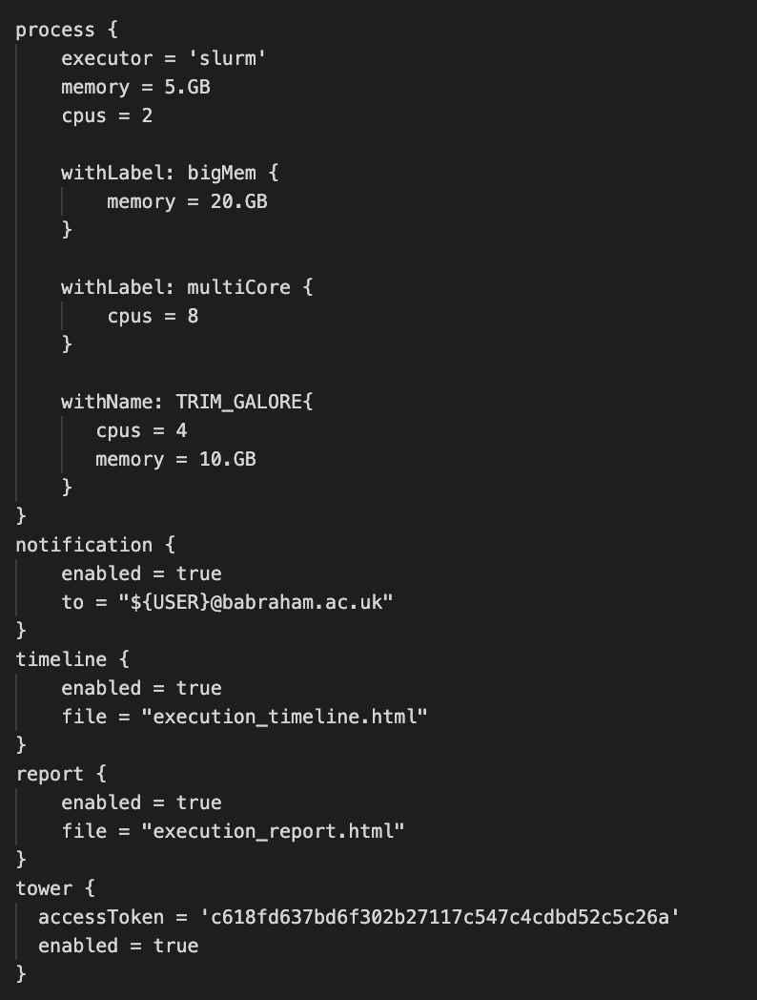 process {
    executor = 'slurm'
    memory = 5.GB
    cpus = 2

    withLabel: bigMem {
        memory = 20.GB
    }

    withLabel: multiCore {
        cpus = 8
    }

    withName: TRIM_GALORE{
       cpus = 4
       memory = 10.GB
    }
}
notification {
    enabled = true
    to = "${USER}@babraham.ac.uk"
}
timeline {
    enabled = true
    file = "execution_timeline.html"
}
report {
    enabled = true
    file = "execution_report.html"
}
tower {
  accessToken = 'c618fd637bd6f302b27117c547c4cdbd52c5c26a'
  enabled = true
}